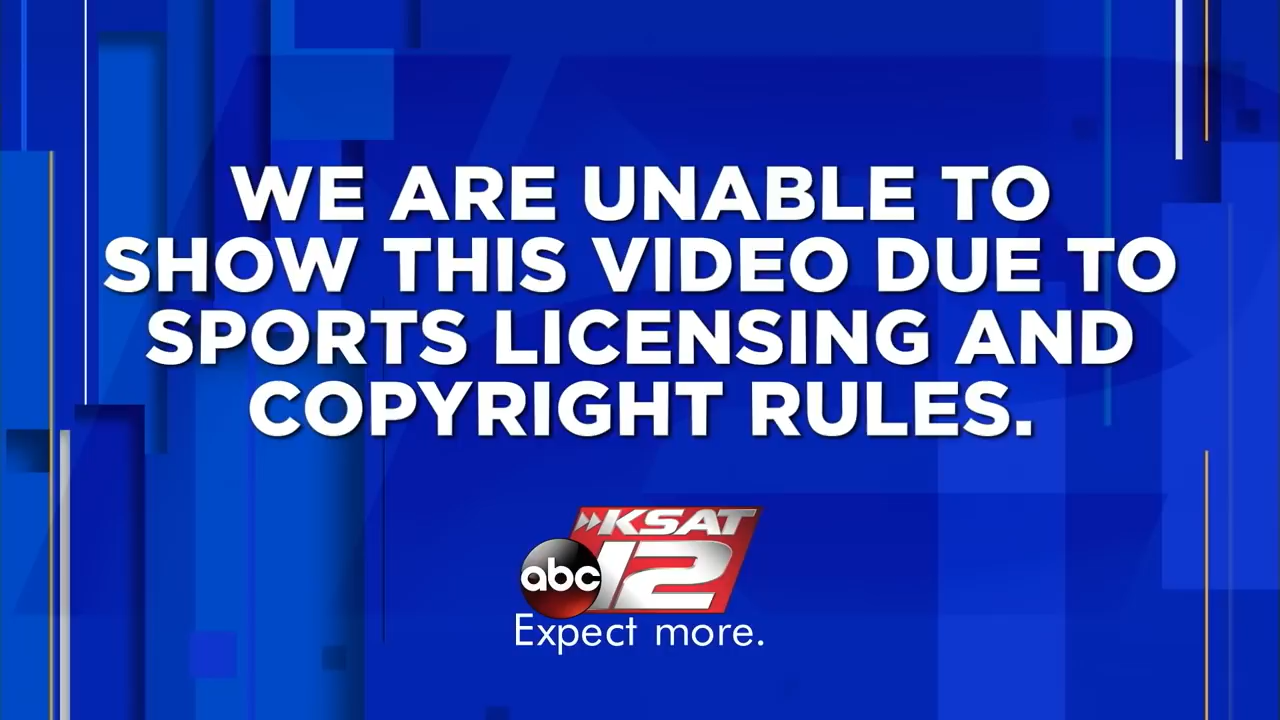 WE ARE UNABLE TO
SHOW THIS VIDEO DUE TO
SPORTS LICENSING AND
COPYRIGHT RULES.
KSAT
abc 12
Expect more.